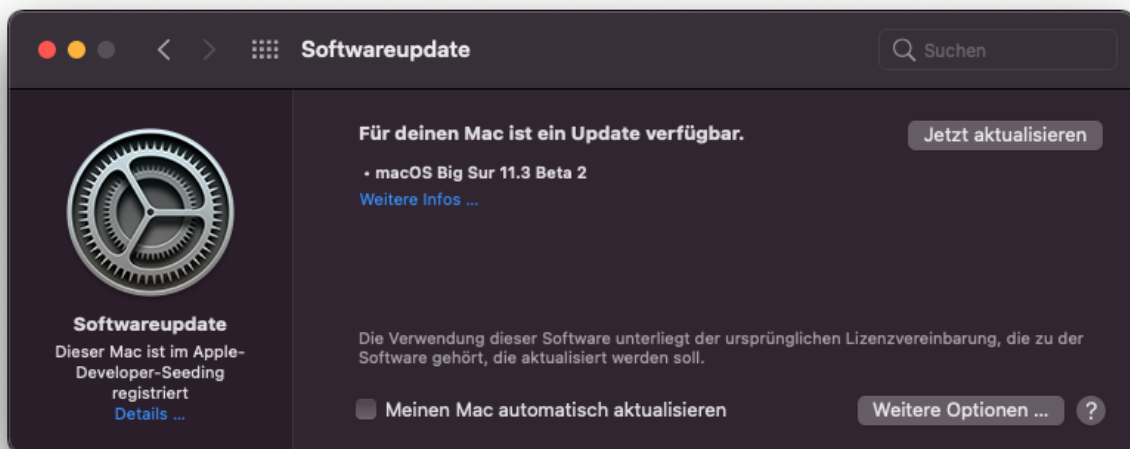 Softwareupdate
Suchen
Für deinen Mac ist ein Update verfügbar.
Jetzt aktualisieren
• macOS Big Sur 11.3 Beta 2
Weitere Infos ...
Softwareupdate
Dieser Mac ist im Apple-
Developer-Seeding
registriert
Details ...
Die Verwendung dieser Software unterliegt der ursprünglichen Lizenzvereinbarung, die zu der
Software gehört, die aktualisiert werden soll.
Meinen Mac automatisch aktualisieren
Weitere Optionen ...
?